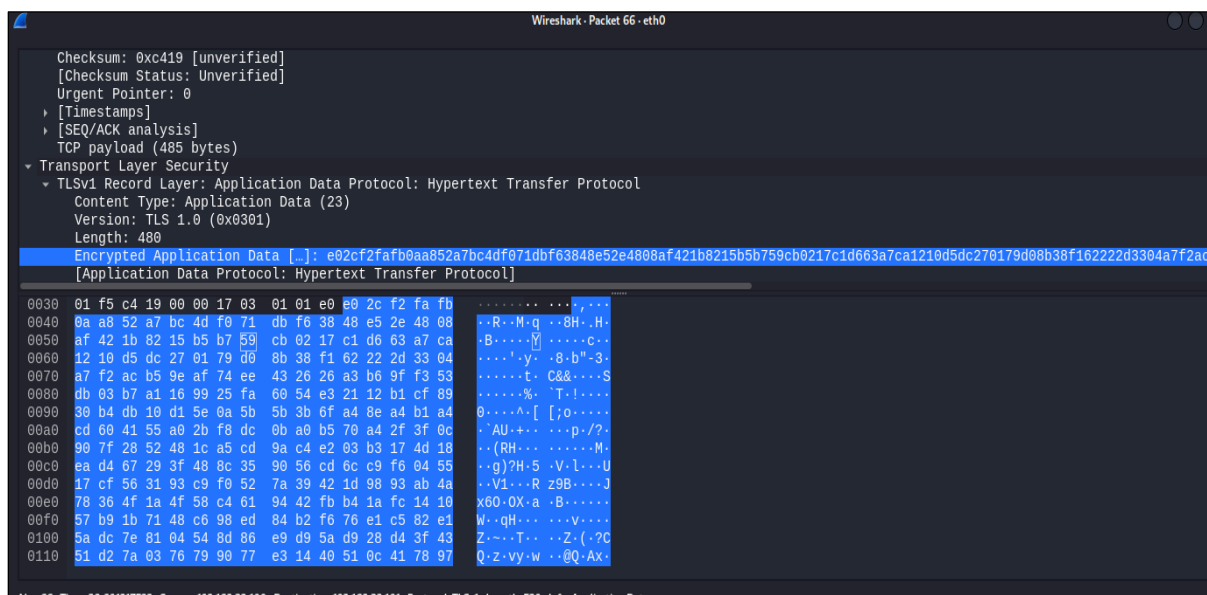 Wireshark · Packet 66 · eth0
Checksum: 0xc419 [unverified]
[Checksum Status: Unverified]
Urgent Pointer: 0
[Timestamps]
[SEQ/ACK analysis]
TCP payload (485 bytes)
Transport Layer Security
TLSv1 Record Layer: Application Data Protocol: Hypertext Transfer Protocol
Content Type: Application Data (23)
Version: TLS 1.0 (0x0301)
Length: 480
Encrypted Application Data […]: e02cf2fafb0aa852a7bc4df071dbf63848e52e4808af421b8215b5b759cb0217c1d663a7ca1210d5dc270179d08b38f162222d3304a7f2ac
[Application Data Protocol: Hypertext Transfer Protocol]
0030 01 f5 c4 19 00 00 17 03 01 01 e0 e0 2c f2 fa fb ········ ····,···
0040 0a a8 52 a7 bc 4d f0 71 db f6 38 48 e5 2e 48 08 ··R··M·q ··8H·.H·
0050 af 42 1b 82 15 b5 b7 59 cb 02 17 c1 d6 63 a7 ca ·B·····Y ·····c··
0060 12 10 d5 dc 27 01 79 d0 8b 38 f1 62 22 2d 33 04 ····'·y· ·8·b"-3·
0070 a7 f2 ac b5 9e af 74 ee 43 26 26 a3 b6 9f f3 53 ······t· C&&····S
0080 db 03 b7 a1 16 99 25 fa 60 54 e3 21 12 b1 cf 89 ······%· `T·!····
0090 30 b4 db 10 d1 5e 0a 5b 5b 3b 6f a4 8e a4 b1 a4 0····^·[ [;o·····
00a0 cd 60 41 55 a0 2b f8 dc 0b a0 b5 70 a4 2f 3f 0c ·`AU·+·· ···p·/?·
00b0 90 7f 28 52 48 1c a5 cd 9a c4 e2 03 b3 17 4d 18 ··(RH··· ······M·
00c0 ea d4 67 29 3f 48 8c 35 90 56 cd 6c c9 f6 04 55 ··g)?H·5 ·V·l···U
00d0 17 cf 56 31 93 c9 f0 52 7a 39 42 1d 98 93 ab 4a ··V1···R z9B····J
00e0 78 36 4f 1a 4f 58 c4 61 94 42 fb b4 1a fc 14 10 x6O·OX·a ·B······
00f0 57 b9 1b 71 48 c6 98 ed 84 b2 f6 76 e1 c5 82 e1 W··qH··· ···v····
0100 5a dc 7e 81 04 54 8d 86 e9 d9 5a d9 28 d4 3f 43 Z·~··T·· ··Z·(·?C
0110 51 d2 7a 03 76 79 90 77 e3 14 40 51 0c 41 78 97 Q·z·vy·w ··@Q·Ax·